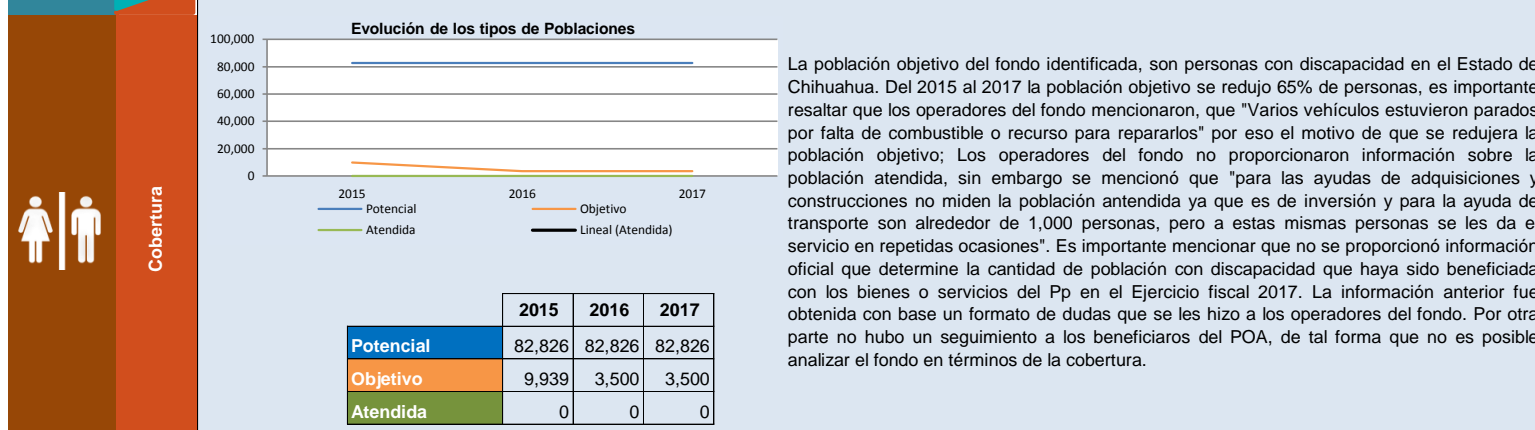 Cobertura
Evolución de los tipos de Poblaciones
100,000
80,000
60,000
40,000
20,000
0
2015 2016 2017
Potencial Objetivo
Atendida Lineal (Atendida)
2015 2016 2017
Potencial 82,826 82,826 82,826
Objetivo 9,939 3,500 3,500
Atendida 0 0 0
La población objetivo del fondo identificada, son personas con discapacidad en el Estado de
Chihuahua. Del 2015 al 2017 la población objetivo se redujo 65% de personas, es importante
resaltar que los operadores del fondo mencionaron, que "Varios vehículos estuvieron parados
por falta de combustible o recurso para repararlos" por eso el motivo de que se redujera la
población objetivo; Los operadores del fondo no proporcionaron información sobre la
población atendida, sin embargo se mencionó que "para las ayudas de adquisiciones y
construcciones no miden la población antendida ya que es de inversión y para la ayuda de
transporte son alrededor de 1,000 personas, pero a estas mismas personas se les da e
servicio en repetidas ocasiones". Es importante mencionar que no se proporcionó información
oficial que determine la cantidad de población con discapacidad que haya sido beneficiada
con los bienes o servicios del Pp en el Ejercicio fiscal 2017. La información anterior fue
obtenida con base un formato de dudas que se les hizo a los operadores del fondo. Por otra
parte no hubo un seguimiento a los beneficiaros del POA, de tal forma que no es posible
analizar el fondo en términos de la cobertura.